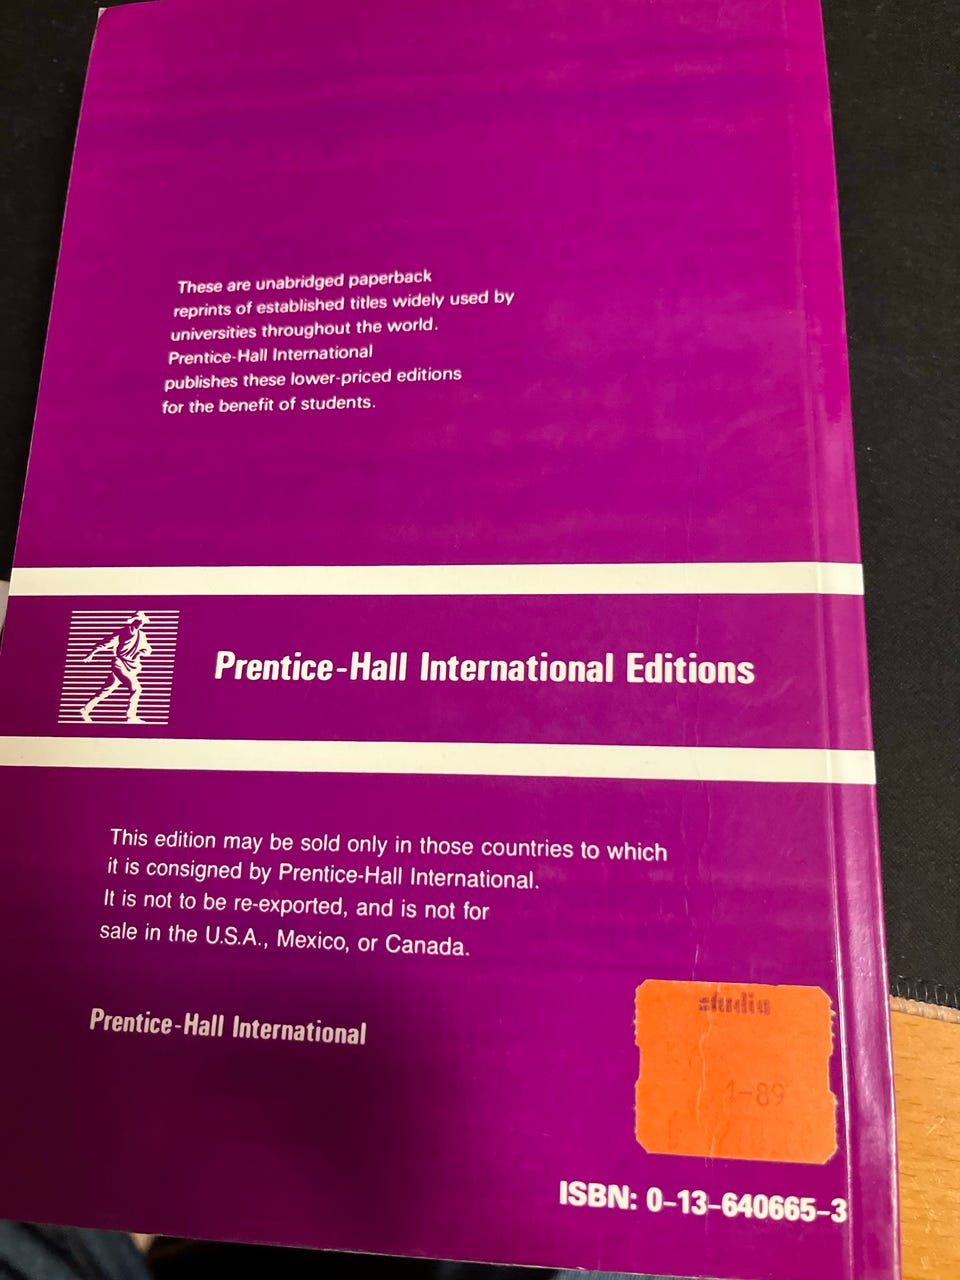 These are unabridged paperback
reprints of established titles widely used by
universities throughout the world.
Prentice-Hall International
publishes these lower-priced editions
for the benefit of students.
Prentice-Hall International Editions
This edition may be sold only in those countries to which
it is consigned by Prentice-Hall International.
It is not to be re-exported, and is not for
sale in the U.S.A., Mexico, or Canada.
Prentice-Hall International
studia
1-89
ISBN: 0-13-640665-3